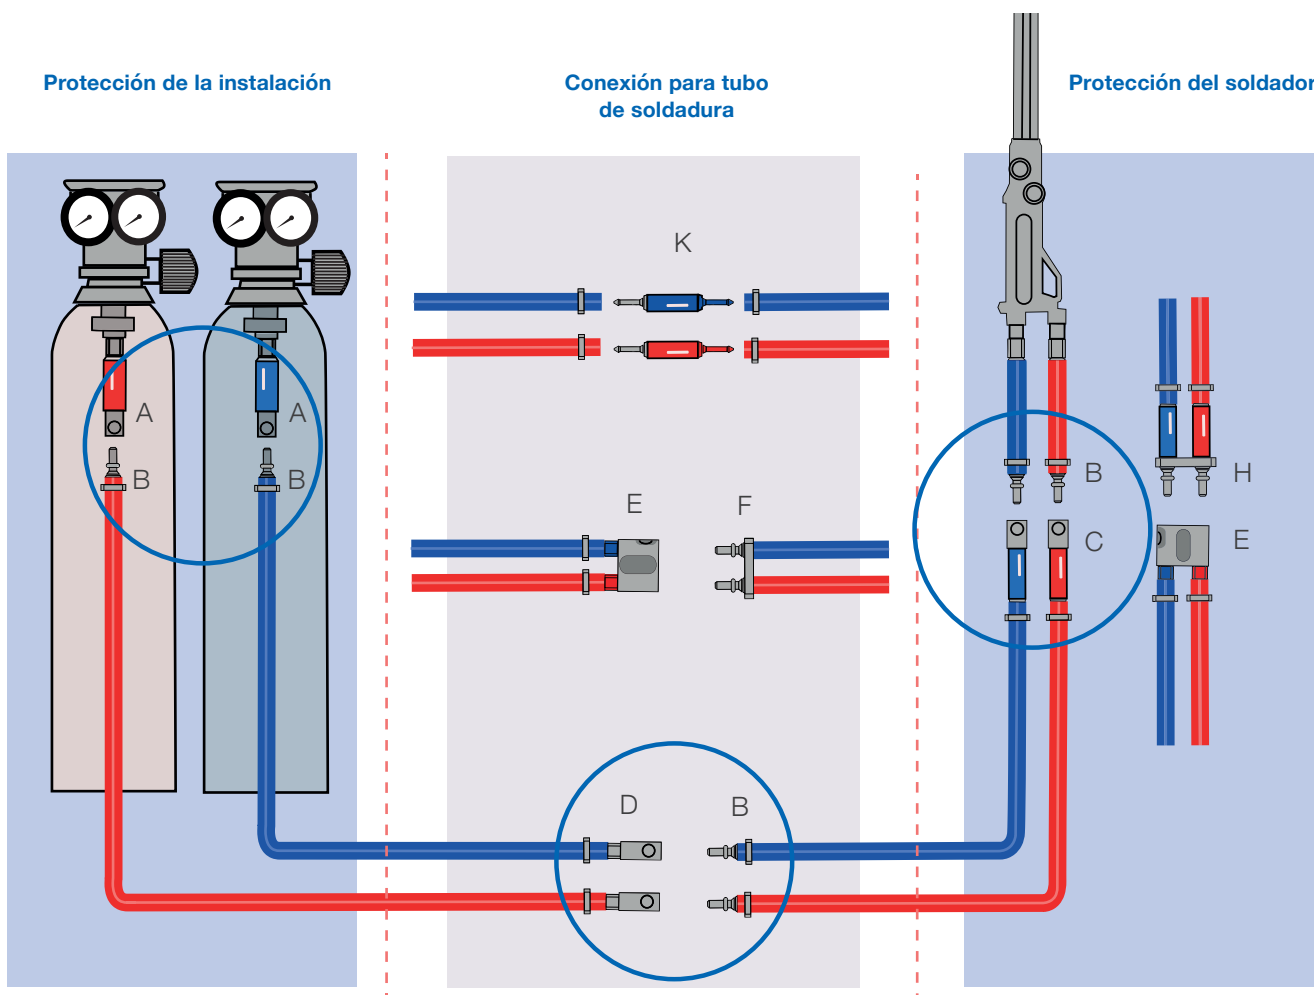 Protección de la instalación
Conexión para tubo
de soldadura
Protección del soldador
K
A
A
B
B
E
F
B
H
C
E
D
B